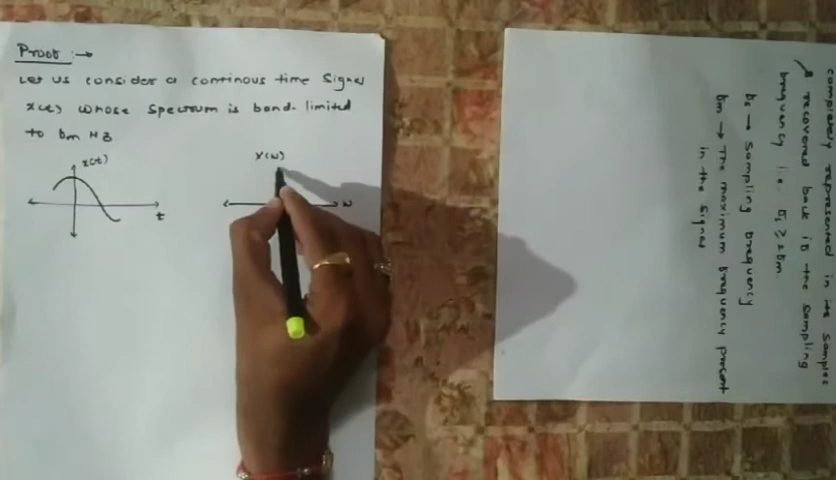 Proof :→
Let us consider a continous time signal
x(t) whose spectrum is band-limited
to bm HZ
x(t)
t
X(ω)
ω
completely represented in its samples
& recovered back if the sampling
frequency i.e. fs ≥ 2fm.
fs → sampling frequency
fm → The maximum frequency present
in the signal